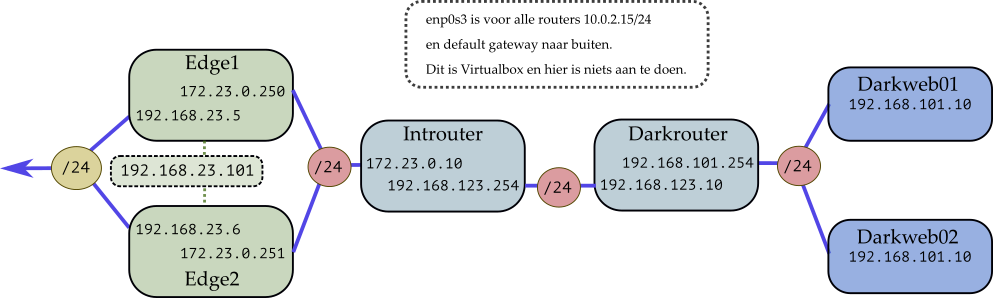 enp0s3 is voor alle routers 10.0.2.15/24
en default gateway naar buiten.
Dit is Virtualbox en hier is niets aan te doen.
Edge1
172.23.0.250
192.168.23.5
/24
192.168.23.101
192.168.23.6
172.23.0.251
Edge2
/24
Introuter
172.23.0.10
192.168.123.254
/24
Darkrouter
192.168.101.254
192.168.123.10
/24
Darkweb01
192.168.101.10
Darkweb02
192.168.101.10